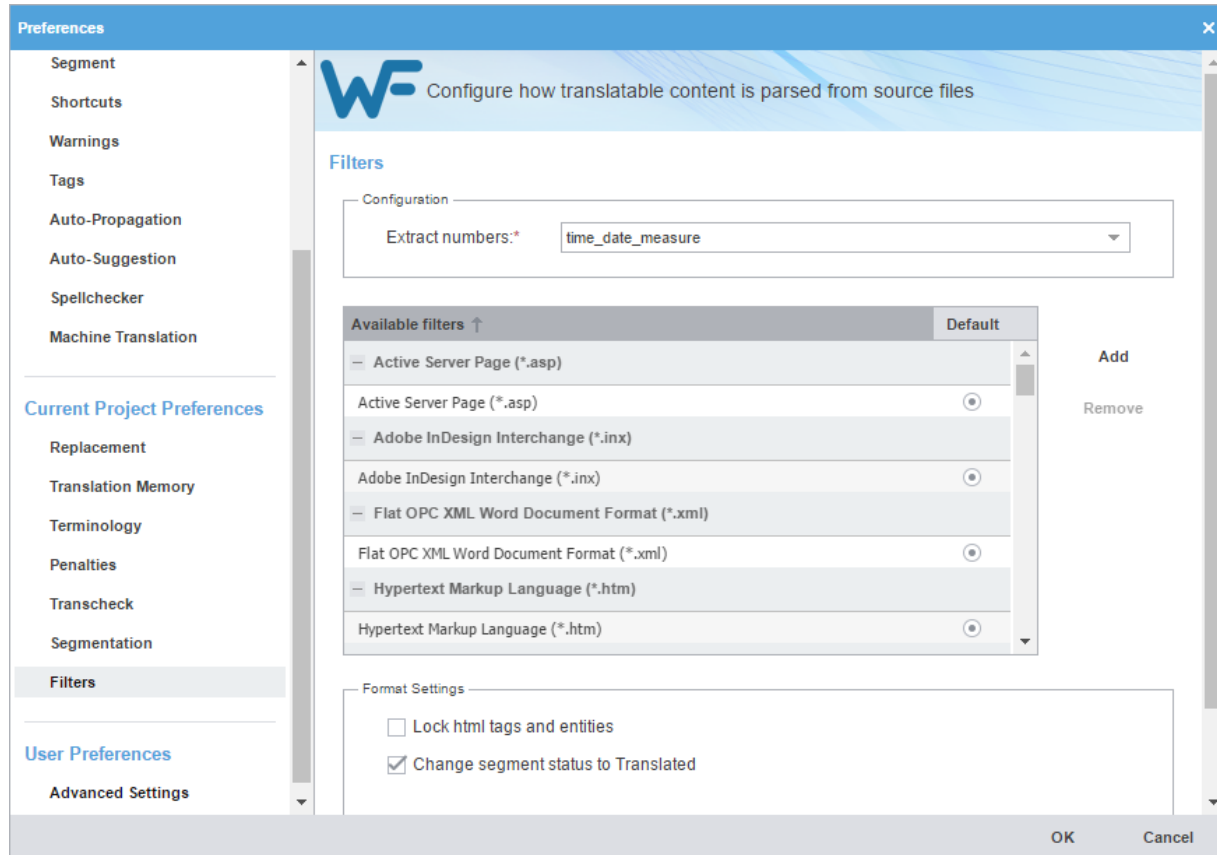 Preferences
Segment
Shortcuts
Warnings
Tags
Auto-Propagation
Auto-Suggestion
Spellchecker
Machine Translation
Current Project Preferences
Replacement
Translation Memory
Terminology
Penalties
Transcheck
Segmentation
Filters
User Preferences
Advanced Settings
WF
Configure how translatable content is parsed from source files
Filters
Configuration
Extract numbers:* time_date_measure
Available filters ↑ Default
Active Server Page (*.asp)
Active Server Page (*.asp)
Adobe InDesign Interchange (*.inx)
Adobe InDesign Interchange (*.inx)
Flat OPC XML Word Document Format (*.xml)
Flat OPC XML Word Document Format (*.xml)
Hypertext Markup Language (*.htm)
Hypertext Markup Language (*.htm)
Add
Remove
Format Settings
Lock html tags and entities
Change segment status to Translated
OK Cancel